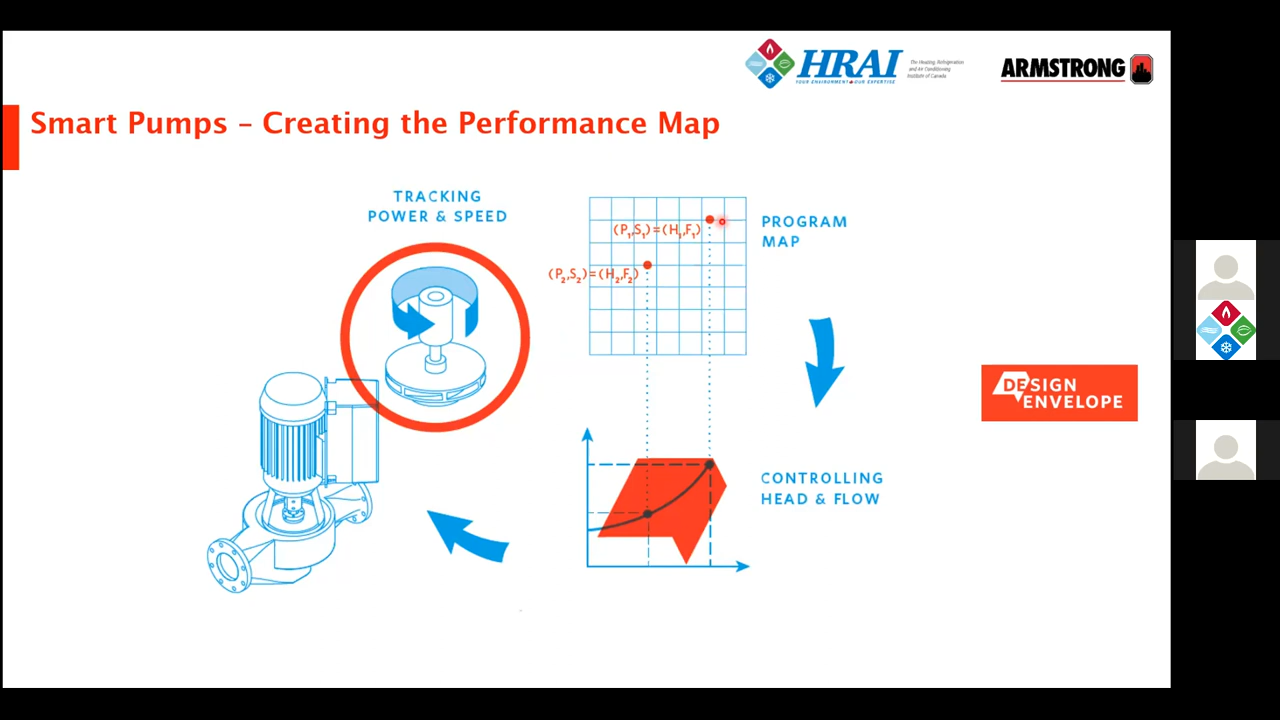 HRAI
YOUR ENVIRONMENT OUR EXPERTISE
The Heating, Refrigeration
and Air Conditioning
Institute of Canada
ARMSTRONG
Smart Pumps – Creating the Performance Map
TRACKING
POWER & SPEED
(P₁,S₁)=(H₁,F₁)
(P₂,S₂)=(H₂,F₂)
PROGRAM
MAP
DESIGN
ENVELOPE
CONTROLLING
HEAD & FLOW